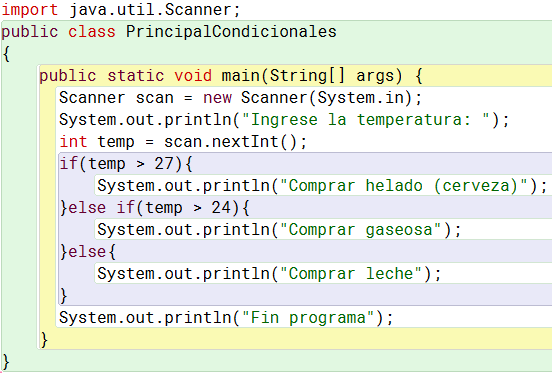 import java.util.Scanner;
public class PrincipalCondicionales
{
public static void main(String[] args) {
Scanner scan = new Scanner(System.in);
System.out.println("Ingrese la temperatura: ");
int temp = scan.nextInt();
if(temp > 27){
System.out.println("Comprar helado (cerveza)");
}else if(temp > 24){
System.out.println("Comprar gaseosa");
}else{
System.out.println("Comprar leche");
}
System.out.println("Fin programa");
}
}